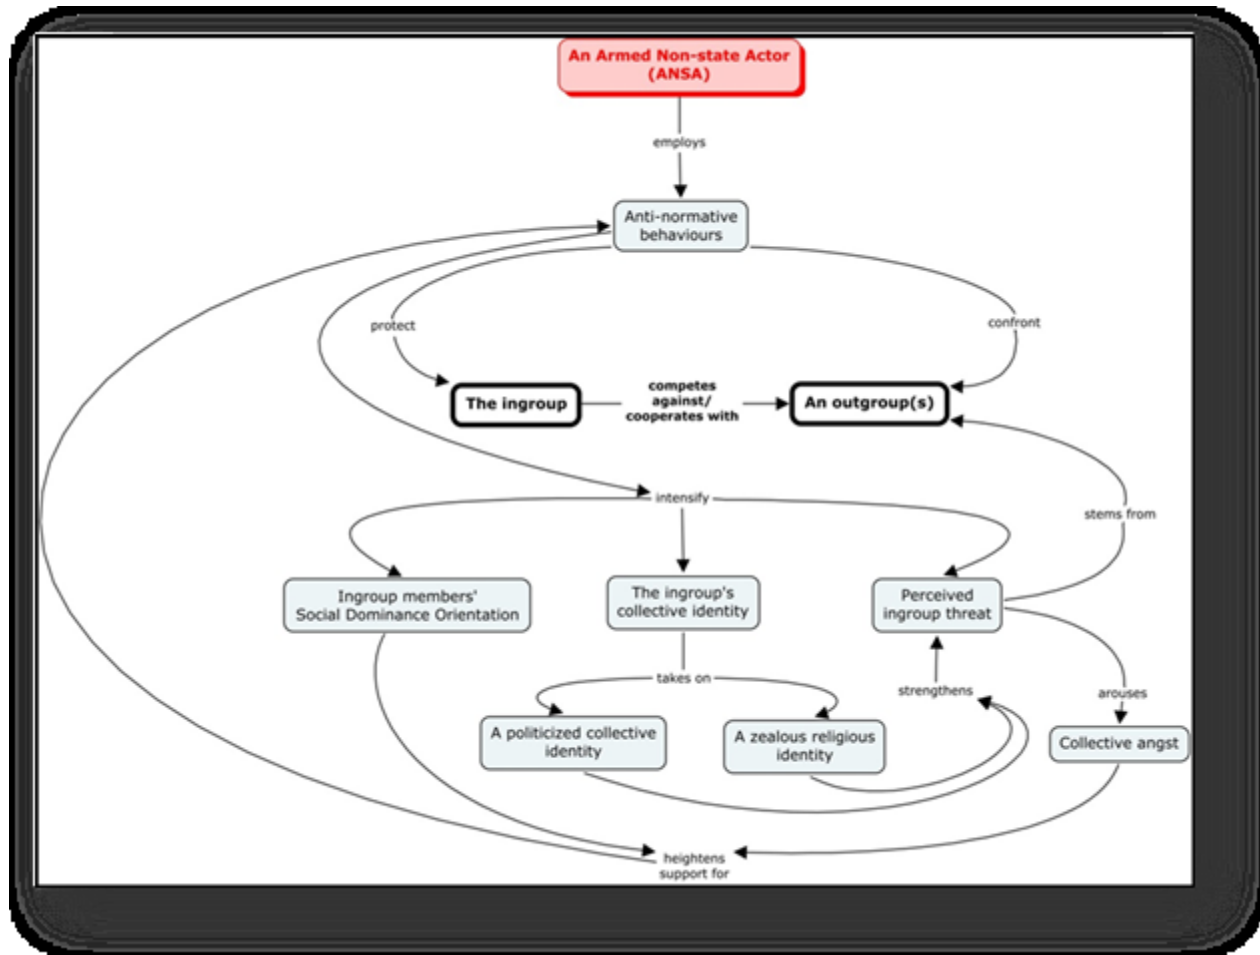 An Armed Non-state Actor
(ANSA)
employs
Anti-normative
behaviours
protect
confront
The ingroup
competes
against/
cooperates with
An outgroup(s)
intensify
stems from
Ingroup members'
Social Dominance Orientation
The ingroup's
collective identity
Perceived
ingroup threat
takes on
strengthens
arouses
A politicized collective
identity
A zealous religious
identity
Collective angst
heightens
support for